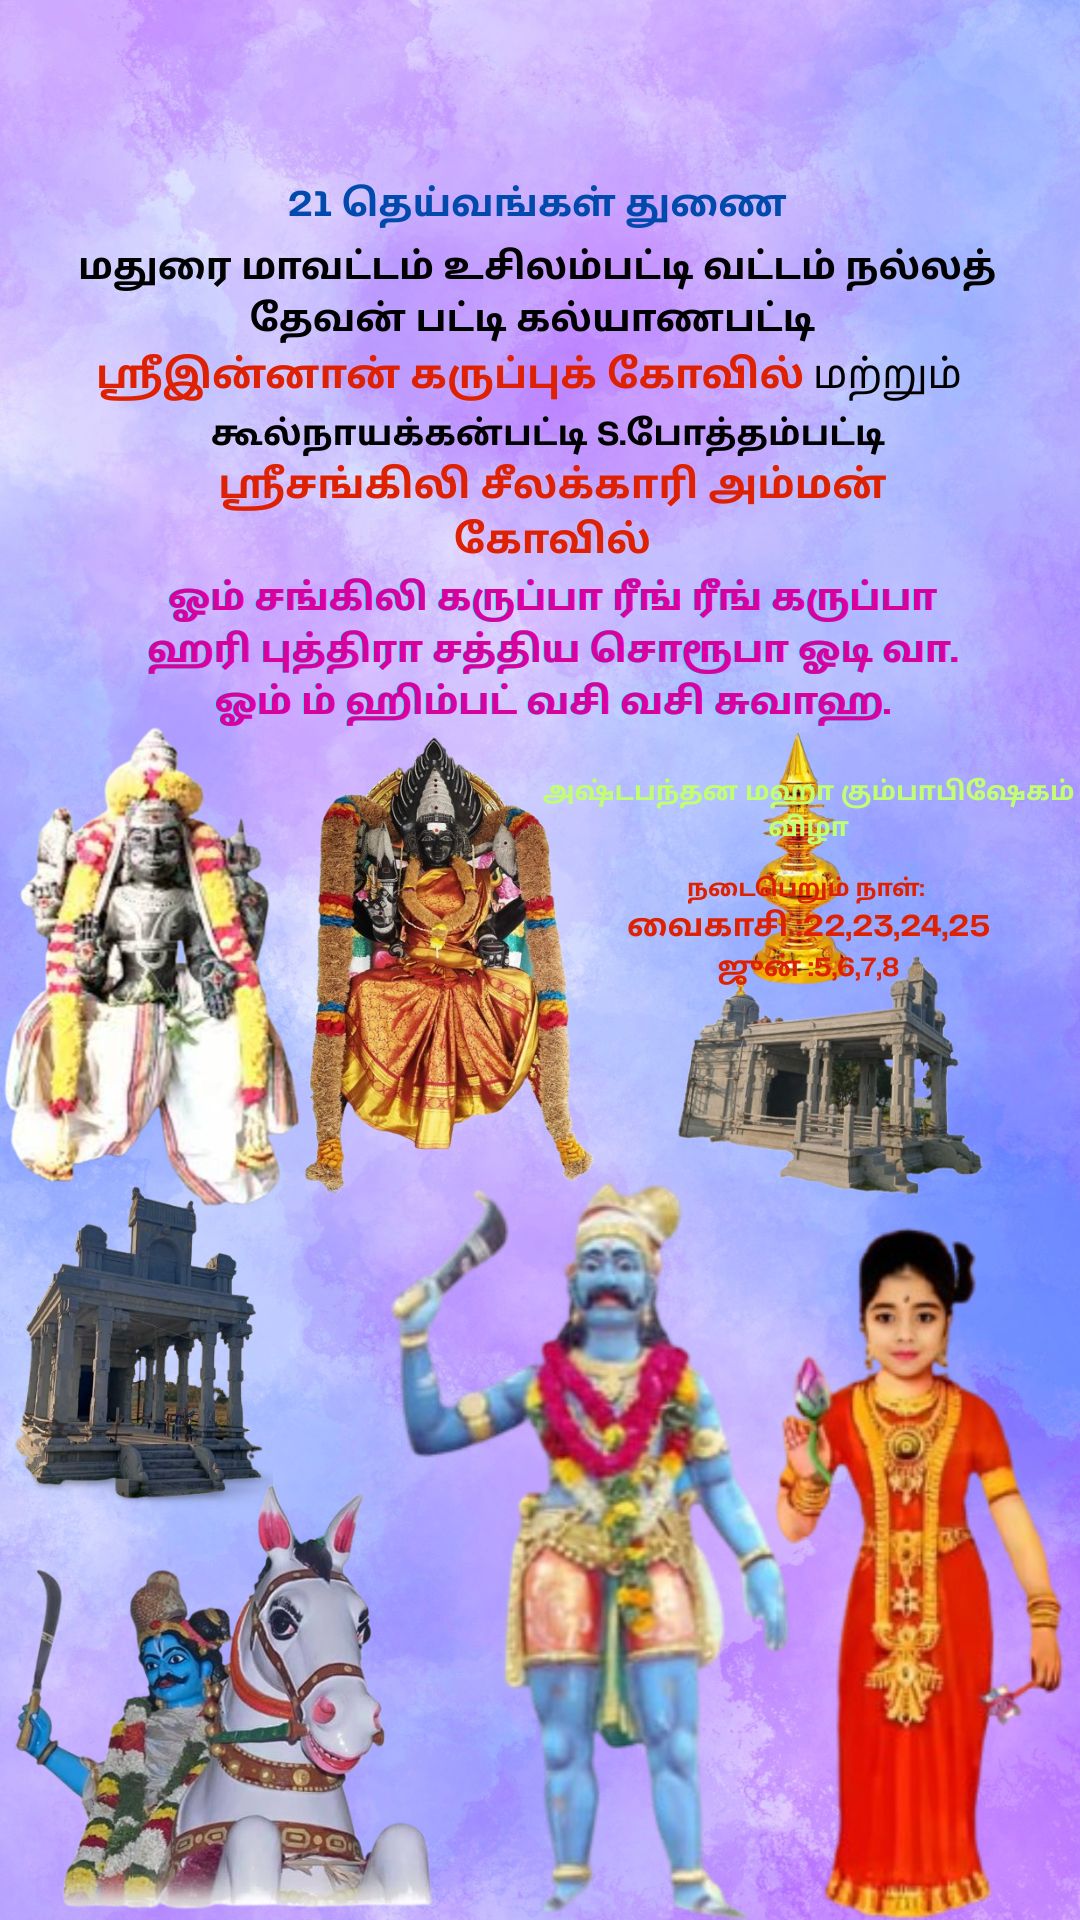 21 தெய்வங்கள் துணை
மதுரை மாவட்டம் உசிலம்பட்டி வட்டம் நல்லத்
தேவன் பட்டி கல்யாணபட்டி
ஸ்ரீஇன்னான் கருப்புக் கோவில் மற்றும்
கூல்நாயக்கன்பட்டி S.போத்தம்பட்டி
ஸ்ரீசங்கிலி சீலக்காரி அம்மன்
கோவில்
ஓம் சங்கிலி கருப்பா ரீங் ரீங் கருப்பா
ஹரி புத்திரா சத்திய சொரூபா ஓடி வா.
ஓம் ம் ஹிம்பட் வசி வசி சுவாஹ.
அஷ்டபந்தன மஹா கும்பாபிஷேகம்
விழா
நடைபெறும் நாள்:
வைகாசி :22,23,24,25
ஜுன் :5,6,7,8